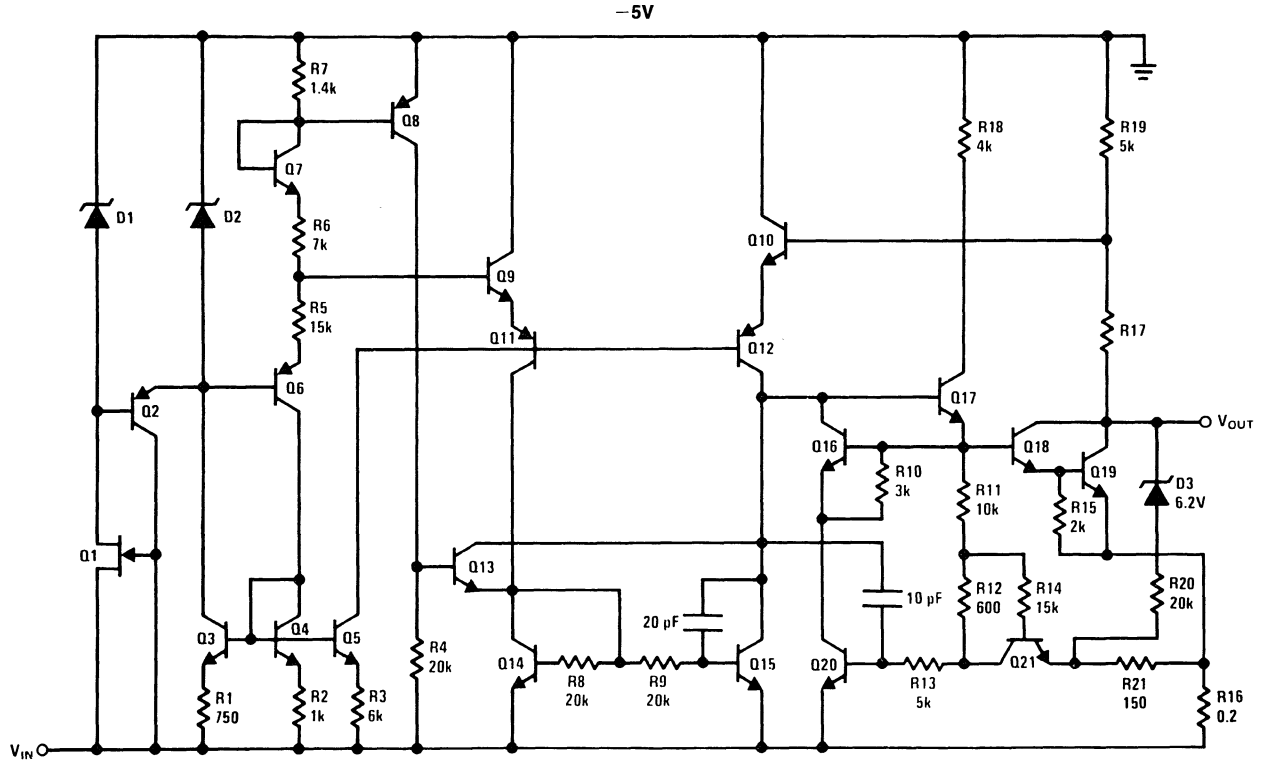 –5V
R7
1.4k
Q8
R18
4k
R19
5k
Q7
D1
D2
R6
7k
Q10
Q9
R5
15k
R17
Q11
Q12
Q6
Q2
Q17
VOUT
Q16
Q18
R10
3k
Q19
D3
6.2V
R11
10k
R15
2k
Q1
Q13
R12
600
R14
15k
R20
20k
10 pF
20 pF
Q3
Q4
Q5
R4
20k
Q14
Q15
Q20
Q21
R8
20k
R9
20k
R13
5k
R21
150
R1
750
R2
1k
R3
6k
R16
0.2
VIN